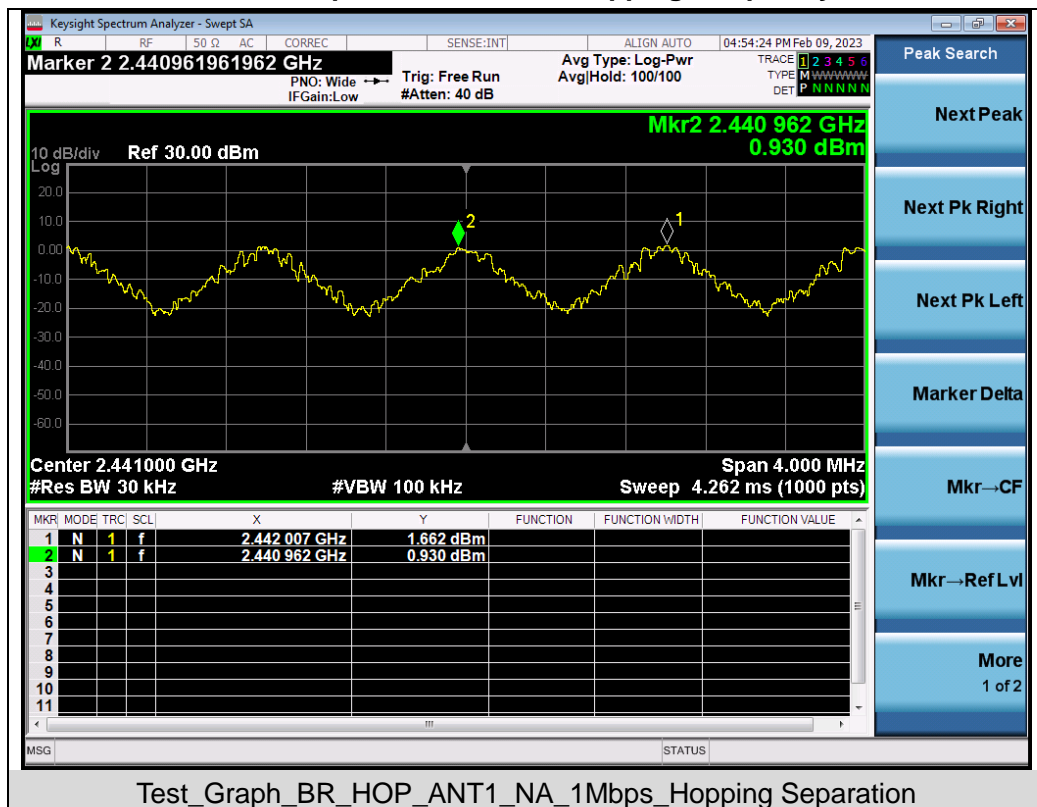 Keysight Spectrum Analyzer - Swept SA
LXI R RF 50 Ω AC CORREC SENSE:INT ALIGN AUTO 04:54:24 PM Feb 09, 2023
Marker 2 2.440961961962 GHz
PNO: Wide
IFGain:Low
Trig: Free Run
#Atten: 40 dB
Avg Type: Log-Pwr
Avg|Hold: 100/100
TRACE 1 2 3 4 5 6
TYPE M WWWWW
DET P N N N N N
Mkr2 2.440 962 GHz
0.930 dBm
10 dB/div Ref 30.00 dBm
Log
20.0
10.0
0.00
-10.0
-20.0
-30.0
-40.0
-50.0
-60.0
2
1
Center 2.441000 GHz Span 4.000 MHz
#Res BW 30 kHz #VBW 100 kHz Sweep 4.262 ms (1000 pts)
MKR MODE TRC SCL X Y FUNCTION FUNCTION WIDTH FUNCTION VALUE
1 N 1 f 2.442 007 GHz 1.662 dBm
2 N 1 f 2.440 962 GHz 0.930 dBm
3
4
5
6
7
8
9
10
11
MSG STATUS
Peak Search
Next Peak
Next Pk Right
Next Pk Left
Marker Delta
Mkr→CF
Mkr→Ref Lvl
More
1 of 2
Test_Graph_BR_HOP_ANT1_NA_1Mbps_Hopping Separation